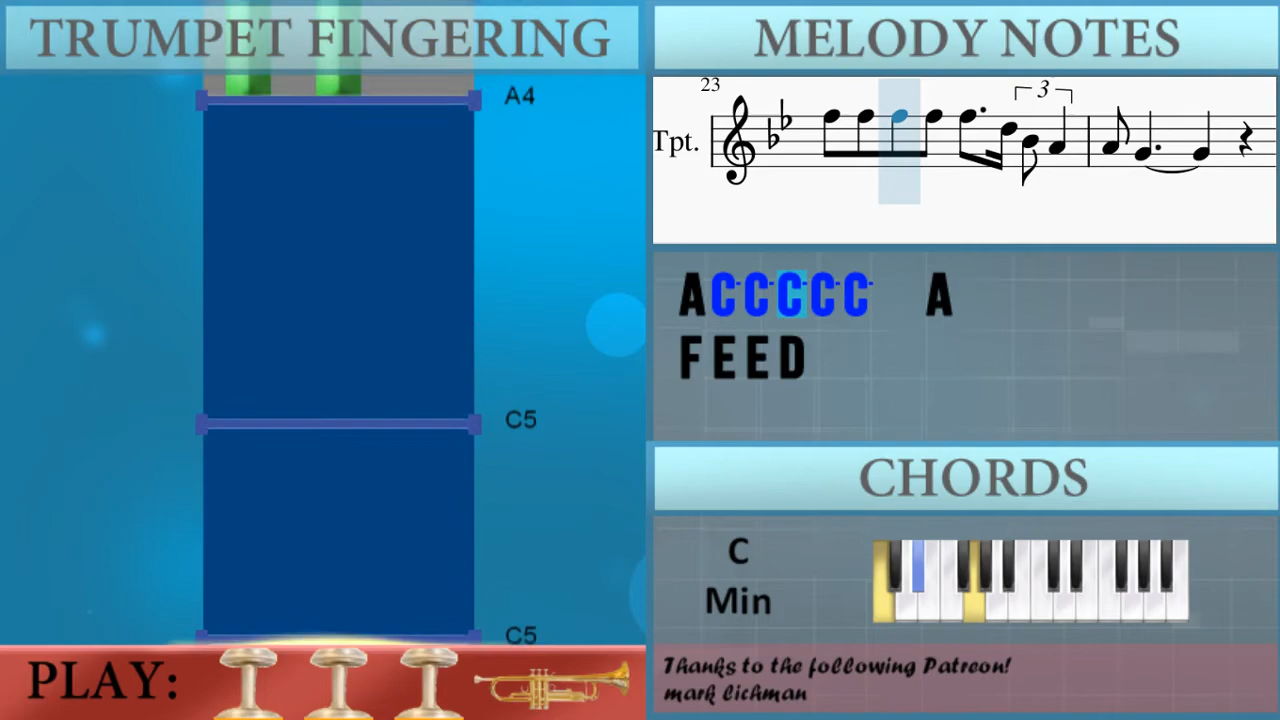 TRUMPET FINGERING
A4
C5
C5
PLAY:
MELODY NOTES
23
3
Tpt.
ACCCCC A
FEED
CHORDS
C
Min
Thanks to the following Patreon!
mark lichman